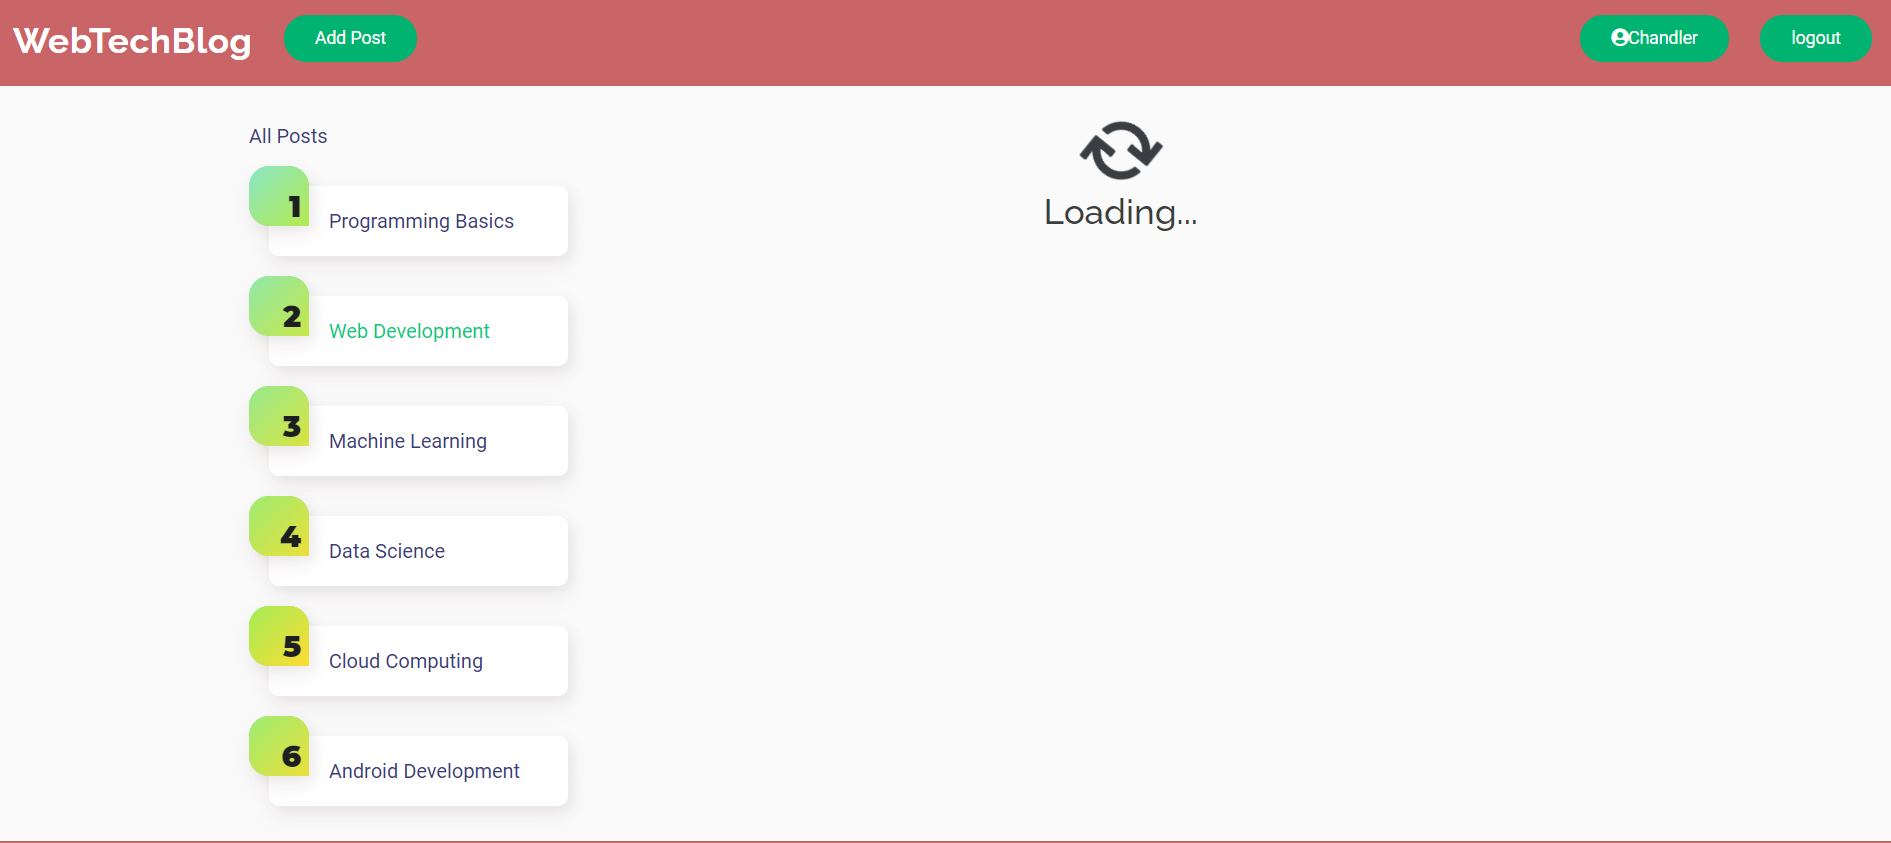 WebTechBlog
Add Post
Chandler
logout
All Posts
1
Programming Basics
2
Web Development
3
Machine Learning
4
Data Science
5
Cloud Computing
6
Android Development
Loading...